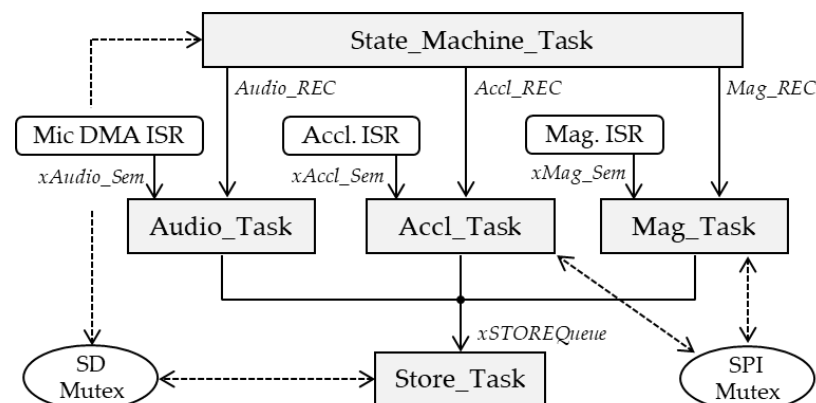 State_Machine_Task
Audio_REC
Accl_REC
Mag_REC
Mic DMA ISR
Accl. ISR
Mag. ISR
xAudio_Sem
xAccl_Sem
xMag_Sem
Audio_Task
Accl_Task
Mag_Task
xSTOREQueue
SD
Mutex
Store_Task
SPI
Mutex